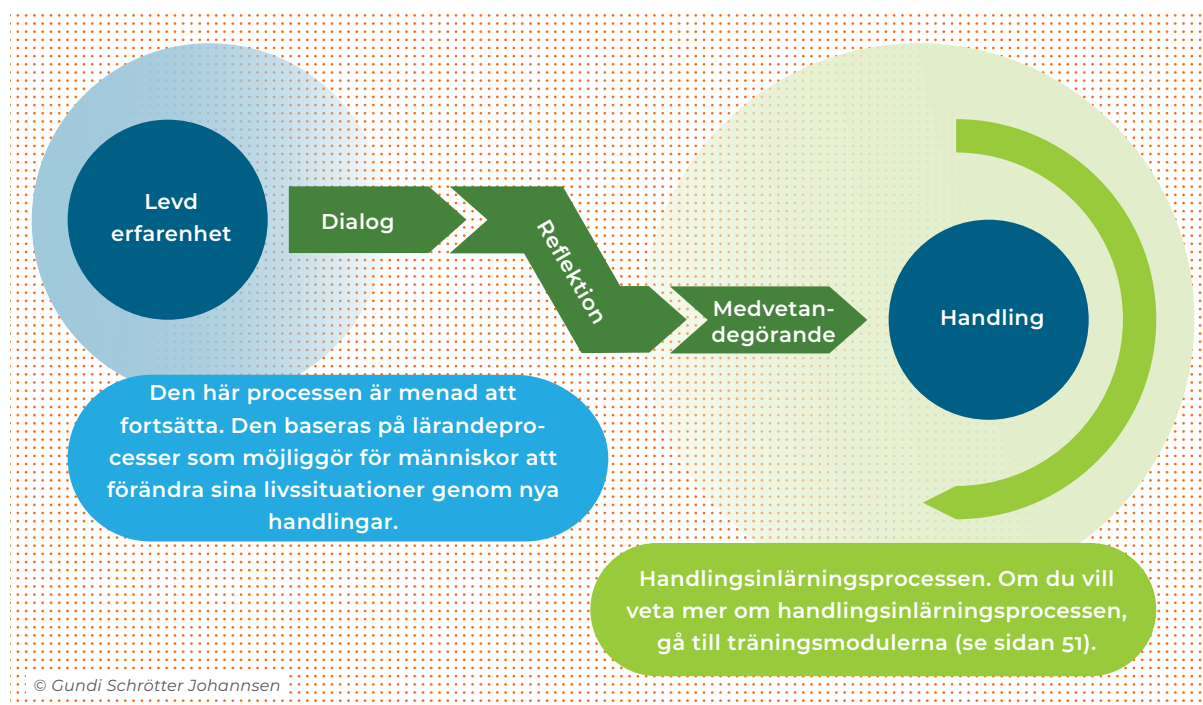 Levd
erfarenhet
Dialog
Reflektion
Medvetan-
degörande
Handling
Den här processen är menad att
fortsätta. Den baseras på lärandepro-
cesser som möjliggör för människor att
förändra sina livssituationer genom nya
handlingar.
Handlingsinlärningsprocessen. Om du vill
veta mer om handlingsinlärningsprocessen,
gå till träningsmodulerna (se sidan 51).
© Gundi Schrötter Johannsen